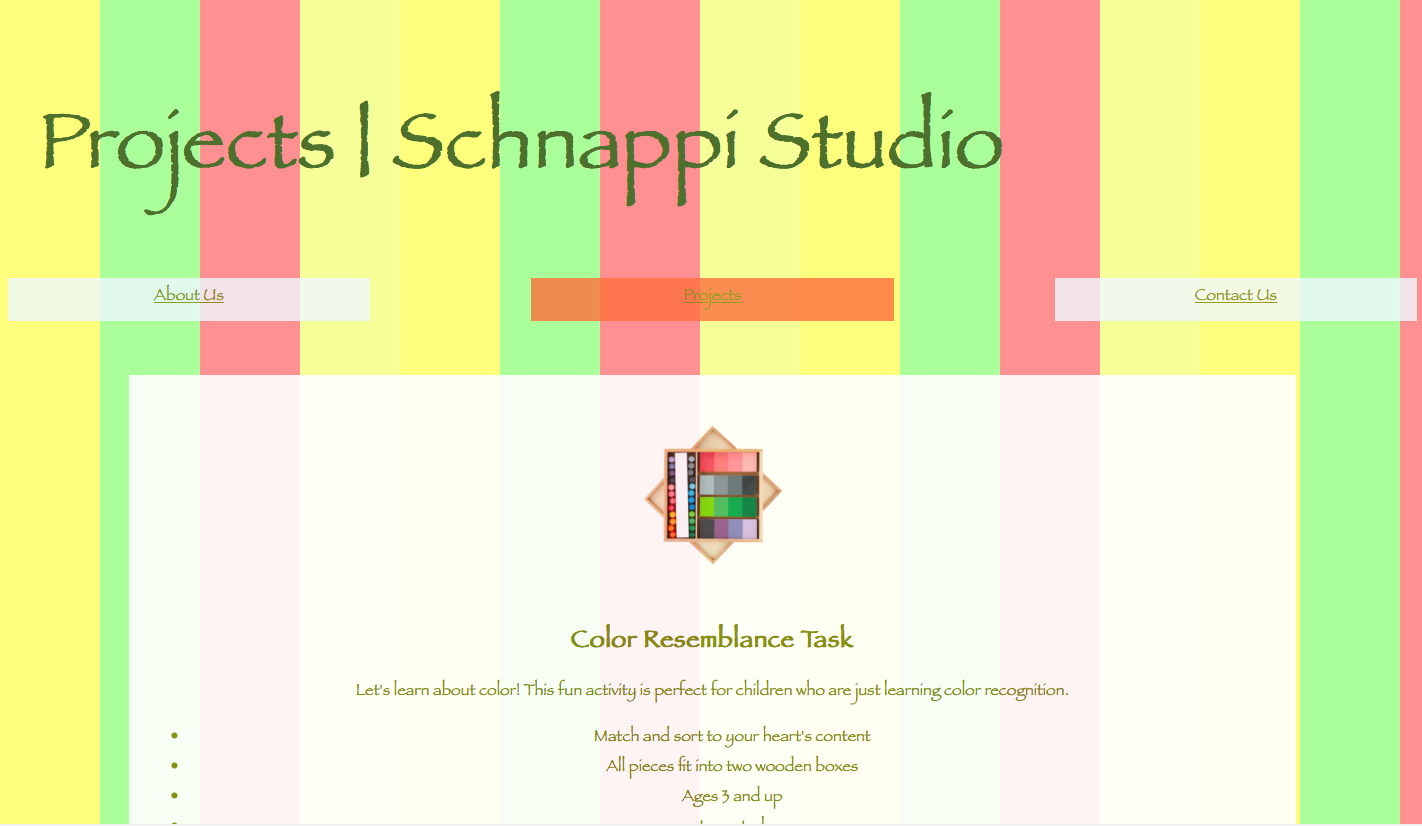 Projects | Schnappi Studio
About Us
Projects
Contact Us
Color Resemblance Task
Let's learn about color! This fun activity is perfect for children who are just learning color recognition.
Match and sort to your heart's content
All pieces fit into two wooden boxes
Ages 3 and up